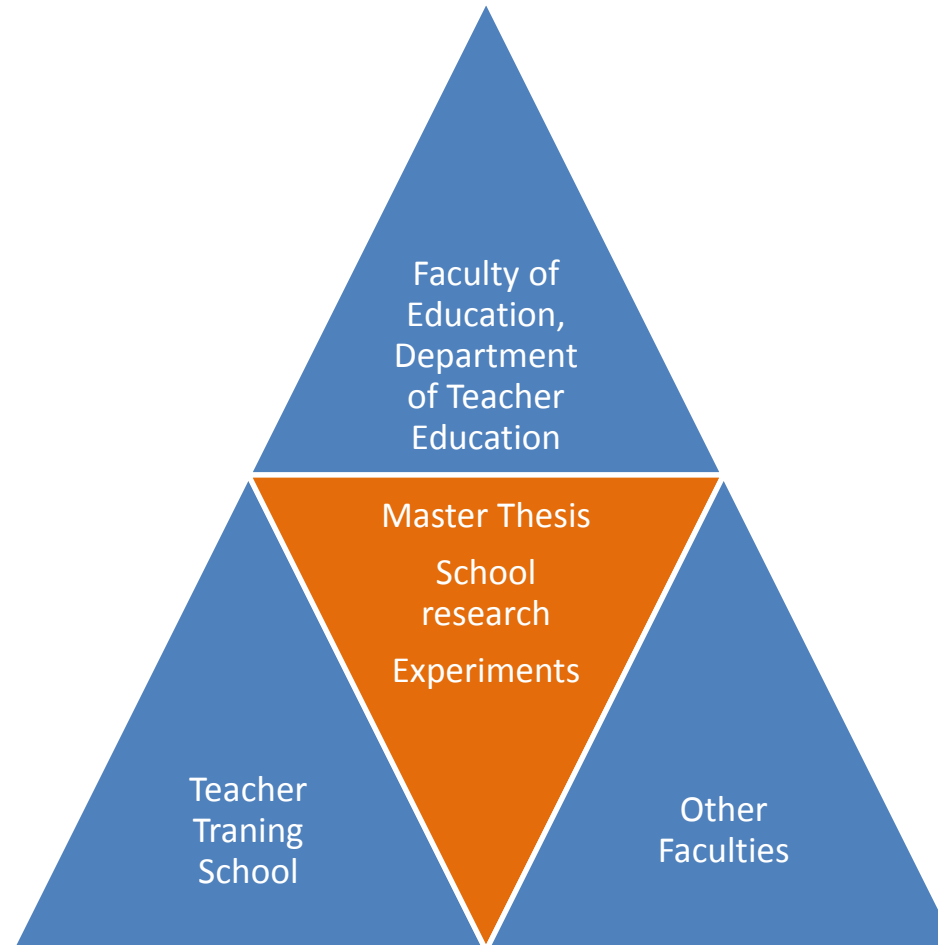 Faculty of
Education,
Department
of Teacher
Education
Master Thesis
School
research
Experiments
Teacher
Traning
School
Other
Faculties